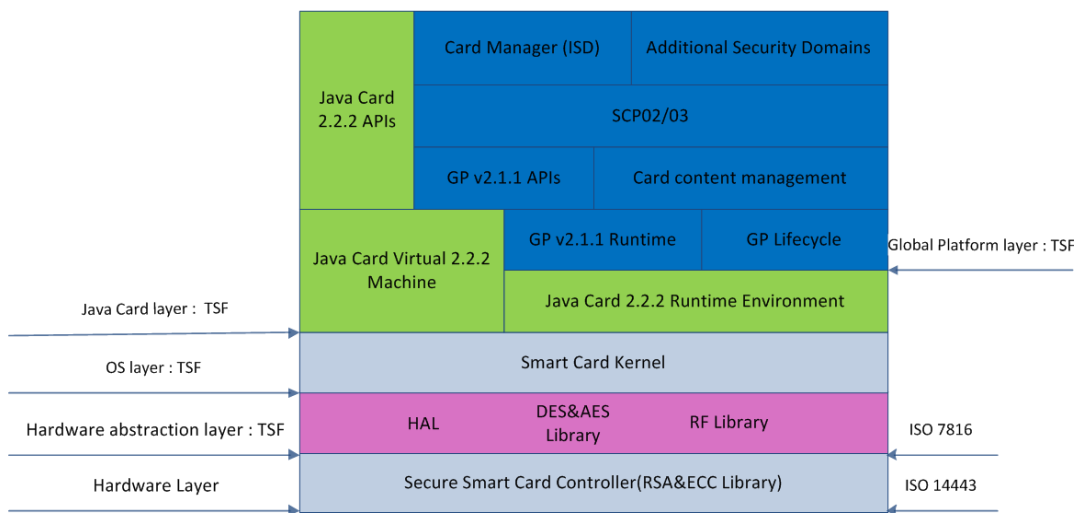 Card Manager (ISD)
Additional Security Domains
Java Card
2.2.2 APIs
SCP02/03
GP v2.1.1 APIs
Card content management
Java Card Virtual 2.2.2
Machine
GP v2.1.1 Runtime
GP Lifecycle
Global Platform layer : TSF
Java Card 2.2.2 Runtime Environment
Java Card layer :  TSF
Smart Card Kernel
OS layer : TSF
HAL
DES&AES
Library
RF Library
Hardware abstraction layer : TSF
ISO 7816
Secure Smart Card Controller(RSA&ECC Library)
Hardware Layer
ISO 14443